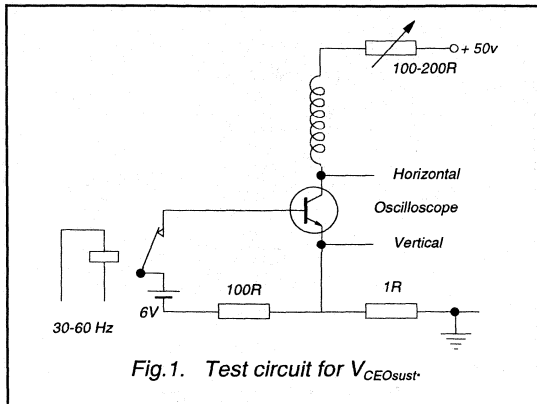 + 50v
100-200R
Horizontal
Oscilloscope
Vertical
100R
1R
6V
30-60 Hz
Fig.1. Test circuit for VCEOsust.